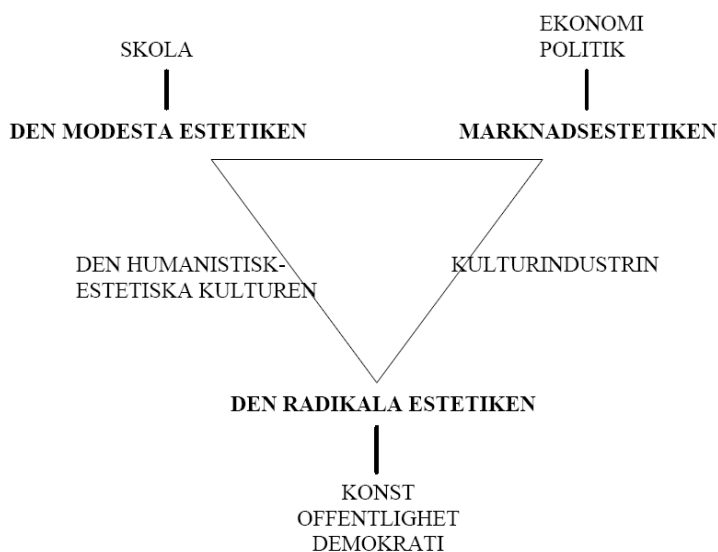 SKOLA
EKONOMI
POLITIK
DEN MODESTA ESTETIKEN
MARKNADSESTETIKEN
DEN HUMANISTISK-
ESTETISKA KULTUREN
KULTURINDUSTRIN
DEN RADIKALA ESTETIKEN
KONST
OFFENTLIGHET
DEMOKRATI